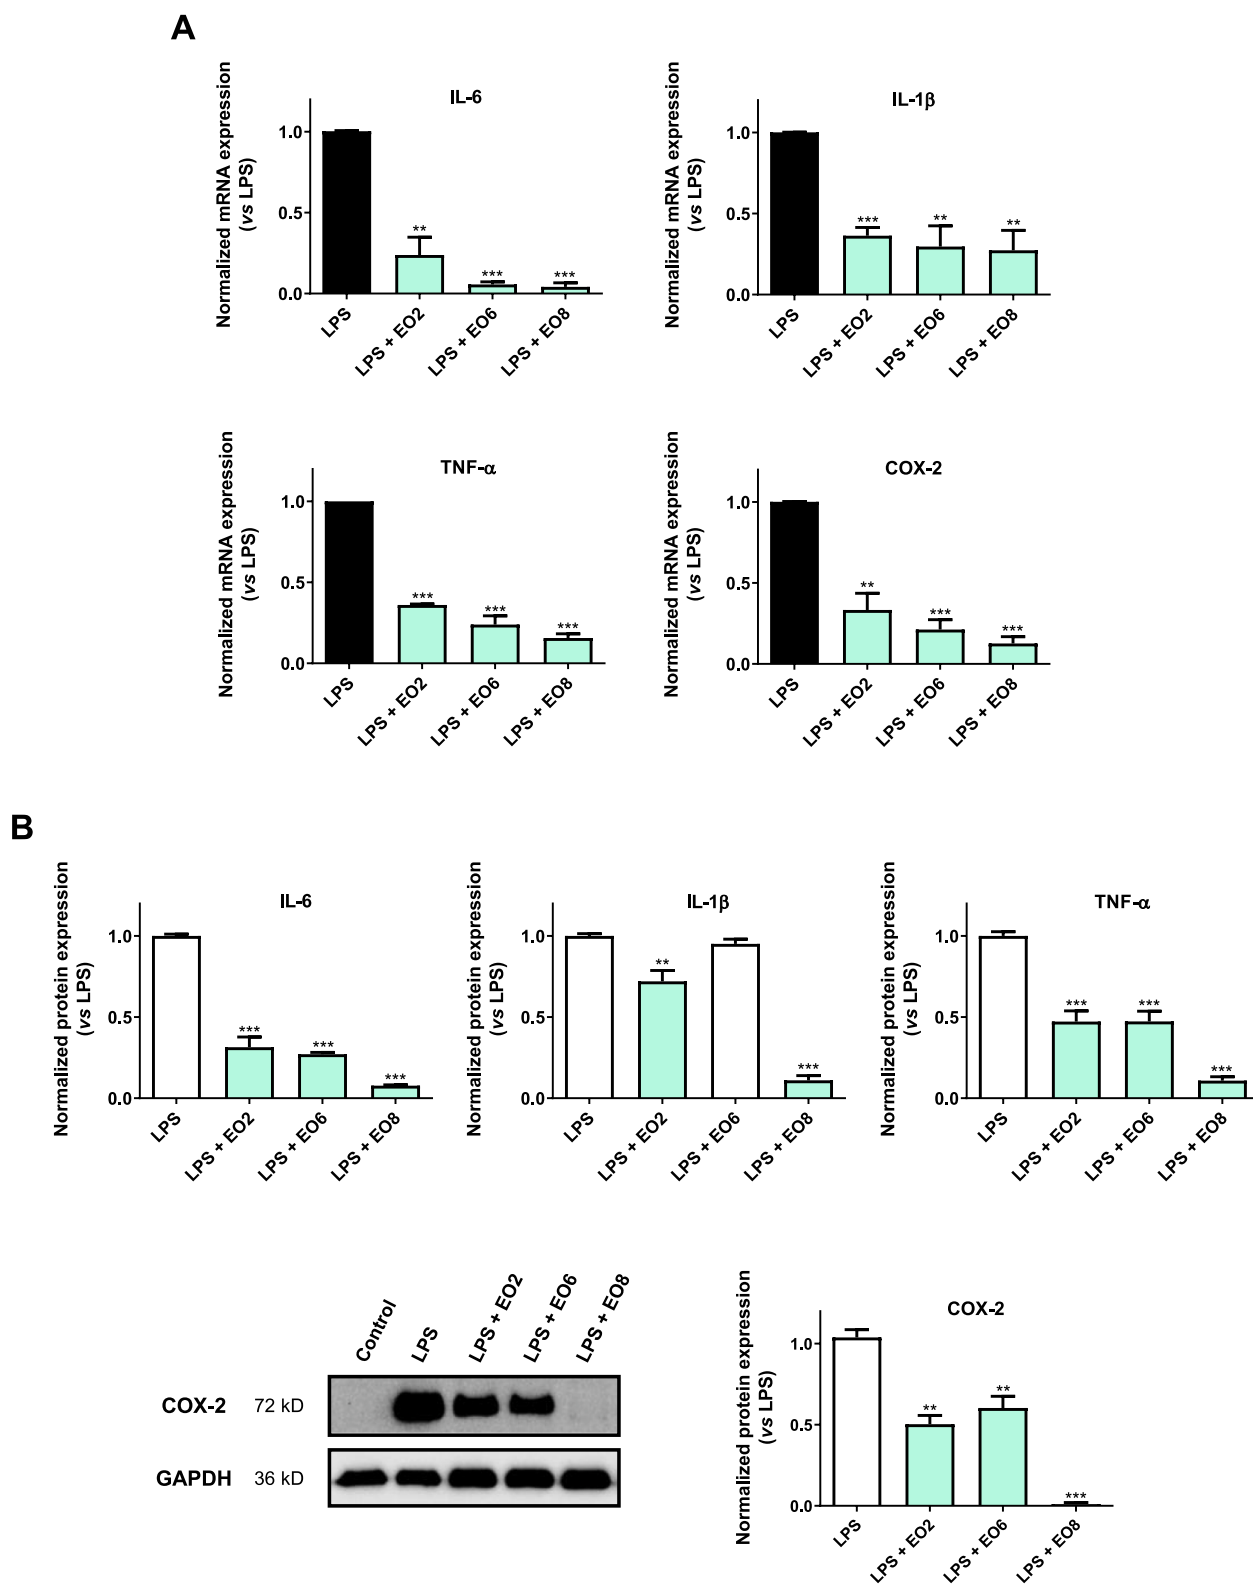 A
IL-6
Normalized mRNA expression
(vs LPS)
1.0
**
0.5
***
***
0.0
LPS
LPS + EO2
LPS + EO6
LPS + EO8
IL-1β
Normalized mRNA expression
(vs LPS)
1.0
0.5
***
**
**
0.0
LPS
LPS + EO2
LPS + EO6
LPS + EO8
TNF-α
Normalized mRNA expression
(vs LPS)
1.0
0.5
***
***
***
0.0
LPS
LPS + EO2
LPS + EO6
LPS + EO8
COX-2
Normalized mRNA expression
(vs LPS)
1.0
0.5
**
***
***
0.0
LPS
LPS + EO2
LPS + EO6
LPS + EO8
B
IL-6
Normalized protein expression
(vs LPS)
1.0
0.5
***
***
***
0.0
LPS
LPS + EO2
LPS + EO6
LPS + EO8
IL-1β
Normalized protein expression
(vs LPS)
1.0
**
0.5
***
0.0
LPS
LPS + EO2
LPS + EO6
LPS + EO8
TNF-α
Normalized protein expression
(vs LPS)
1.0
0.5
***
***
***
0.0
LPS
LPS + EO2
LPS + EO6
LPS + EO8
Control
LPS
LPS + EO2
LPS + EO6
LPS + EO8
COX-2 72 kD
GAPDH 36 kD
COX-2
Normalized protein expression
(vs LPS)
1.0
0.5
**
**
***
0.0
LPS
LPS + EO2
LPS + EO6
LPS + EO8